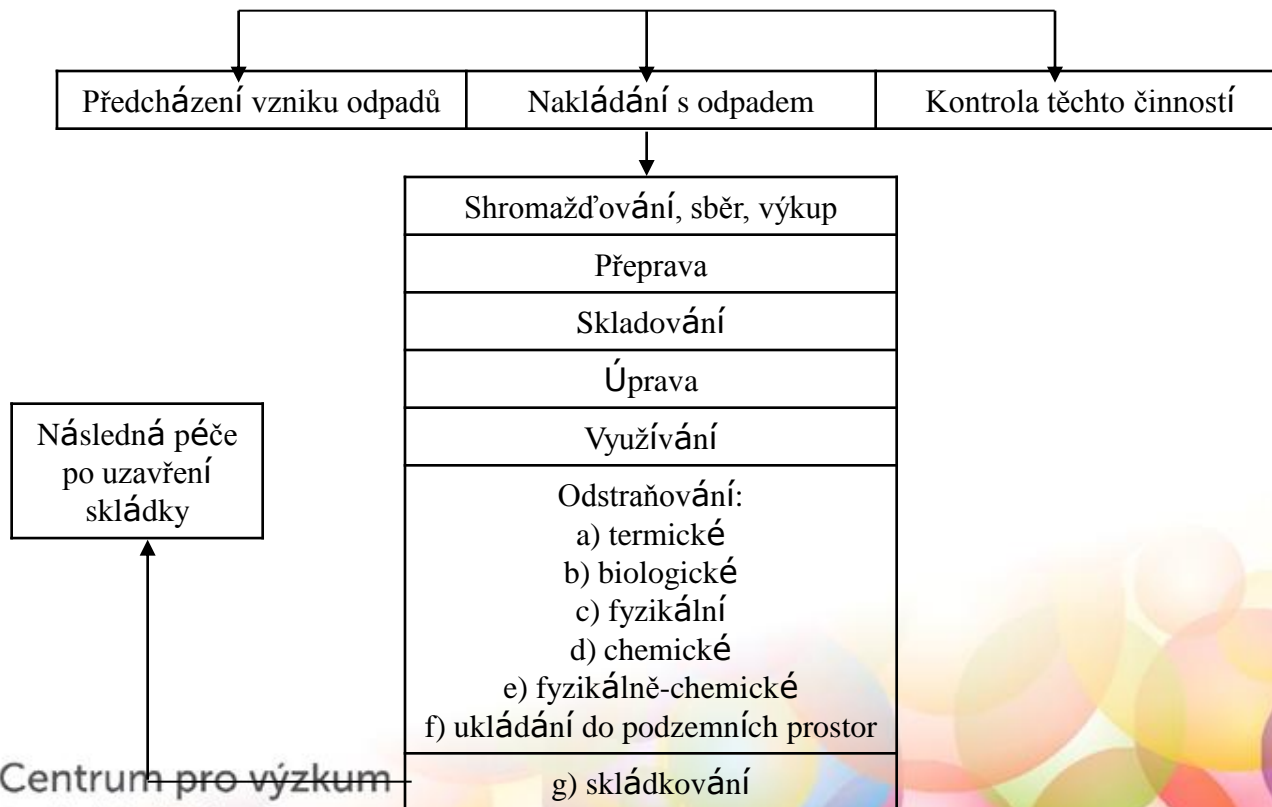 Předcházení vzniku odpadů
Nakládání s odpadem
Kontrola těchto činností
Shromažďování, sběr, výkup
Přeprava
Skladování
Úprava
Využívání
Následná péče
po uzavření
skládky
Odstraňování:
a) termické
b) biologické
c) fyzikální
d) chemické
e) fyzikálně-chemické
f) ukládání do podzemních prostor
g) skládkování
Centrum pro výzkum